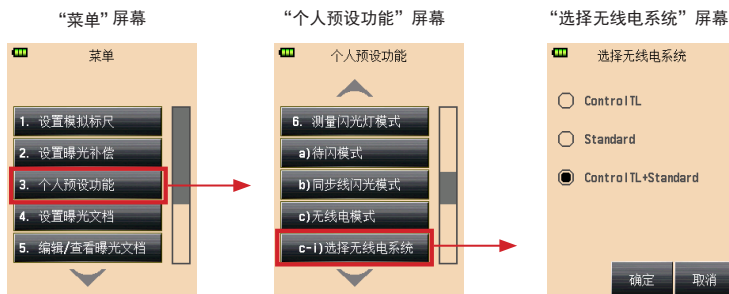 “菜单”屏幕
菜单
1. 设置模拟标尺
2. 设置曝光补偿
3. 个人预设功能
4. 设置曝光文档
5. 编辑/查看曝光文档
“个人预设功能”屏幕
个人预设功能
6. 测量闪光灯模式
a)待闪模式
b)同步线闪光模式
c)无线电模式
c-i)选择无线电系统
“选择无线电系统”屏幕
选择无线电系统
ControlTL
Standard
ControlTL+Standard
确定 取消